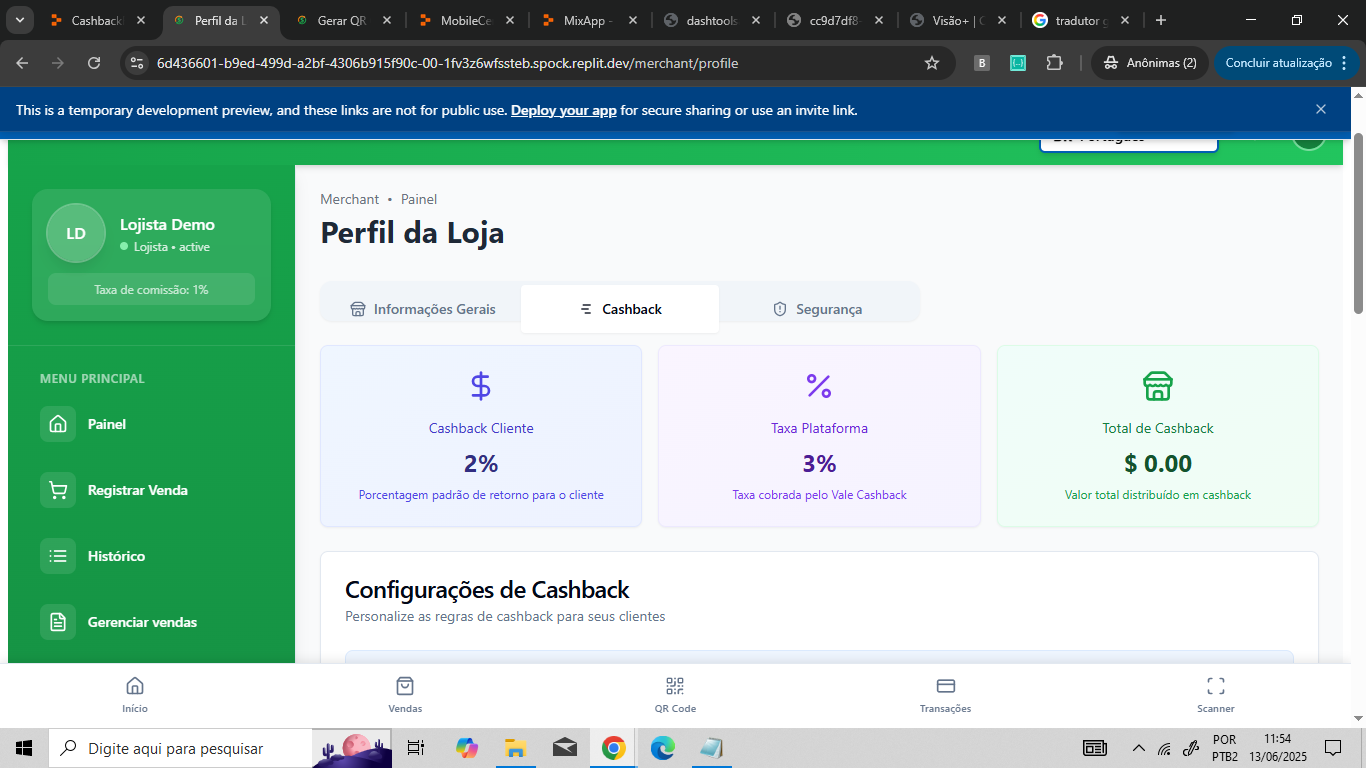 Cashback
Perfil da L
Gerar QR
MobileCe
MixApp -
dashtools
cc9d7df8-
Visão+ | C
tradutor g
6d436601-b9ed-499d-a2bf-4306b915f90c-00-1fv3z6wfssteb.spock.replit.dev/merchant/profile
B
Anônimas (2)
Concluir atualização
This is a temporary development preview, and these links are not for public use. Deploy your app for secure sharing or use an invite link.
LD
Lojista Demo
Lojista • active
Taxa de comissão: 1%
MENU PRINCIPAL
Painel
Registrar Venda
Histórico
Gerenciar vendas
Merchant • Painel
Perfil da Loja
Informações Gerais
Cashback
Segurança
Cashback Cliente
2%
Porcentagem padrão de retorno para o cliente
Taxa Plataforma
3%
Taxa cobrada pelo Vale Cashback
Total de Cashback
$ 0.00
Valor total distribuído em cashback
Configurações de Cashback
Personalize as regras de cashback para seus clientes
Início
Vendas
QR Code
Transações
Scanner
Digite aqui para pesquisar
POR
PTB2
11:54
13/06/2025